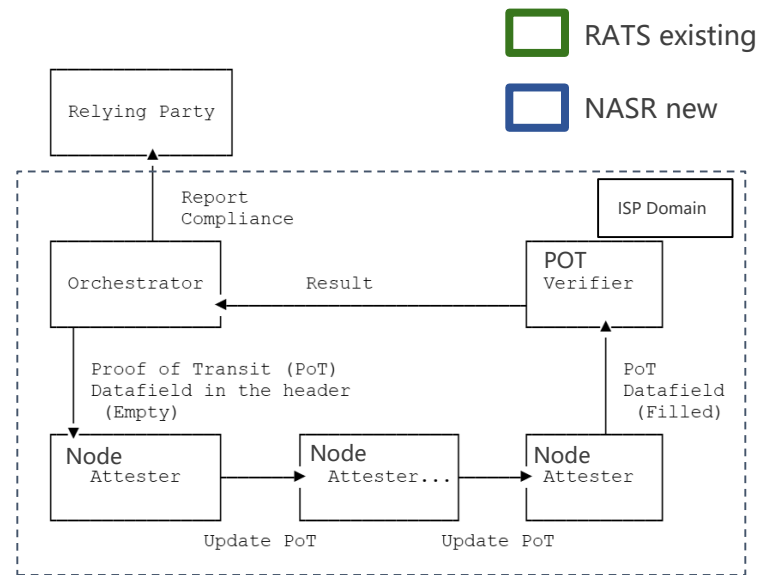 RATS existing
NASR new
Relying Party
Report
Compliance
ISP Domain
Orchestrator
Result
POT
Verifier
Proof of Transit (PoT)
Datafield in the header
(Empty)
PoT
Datafield
(Filled)
Node
Attester
Node
Attester...
Node
Attester
Update PoT
Update PoT